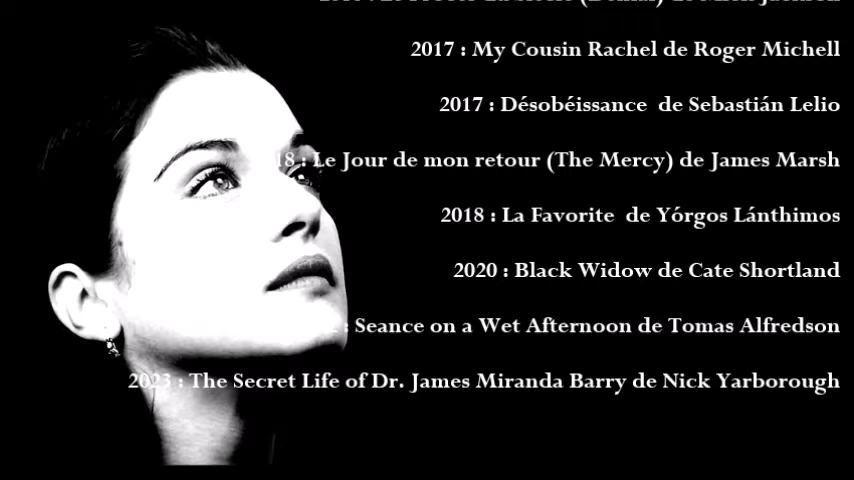 2017 : My Cousin Rachel de Roger Michell
2017 : Désobéissance  de Sebastián Lelio
18 : Le Jour de mon retour (The Mercy) de James Marsh
2018 : La Favorite  de Yórgos Lánthimos
2020 : Black Widow de Cate Shortland
: Seance on a Wet Afternoon de Tomas Alfredson
2023 : The Secret Life of Dr. James Miranda Barry de Nick Yarborough